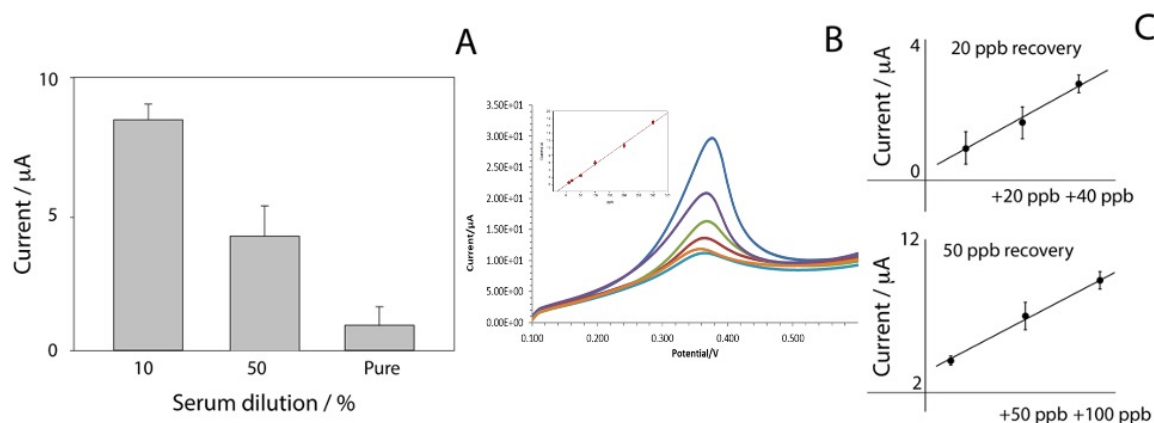 A
10
5
0
Current / μA
10
50
Pure
Serum dilution / %
B
3.50E+01
3.00E+01
2.50E+01
2.00E+01
1.50E+01
1.00E+01
5.00E+00
0.00E+00
Current/μA
0.100
0.200
0.300
0.400
0.500
Potential/V
C
4
20 ppb recovery
Current / μA
0
+20 ppb +40 ppb
12
50 ppb recovery
Current / μA
2
+50 ppb +100 ppb